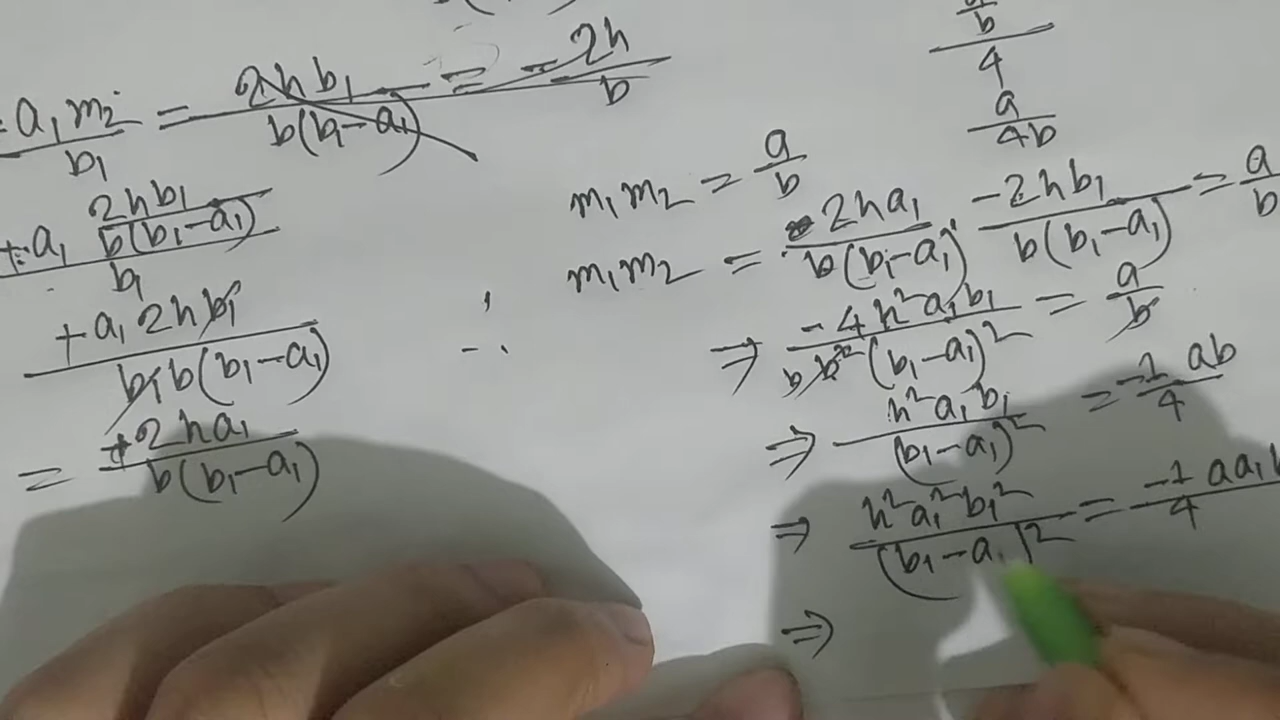 a₁m₂/b₁ = 2hb₁/b(b₁-a₁) = -2h/b
+a₁ 2hb₁/b(b₁-a₁) / b₁
+a₁2hb₁/b₁b(b₁-a₁)
= +2ha₁/b(b₁-a₁)
b/4
a/4b
m₁m₂ = a/b
∴ m₁m₂ = 2ha₁/b(b₁-a₁) · -2hb₁/b(b₁-a₁) = a/b
⇒ -4h²a₁b₁/b b²(b₁-a₁)² = a/b
⇒ h²a₁b₁/(b₁-a₁)² = -1/4 ab
⇒ h²a₁²b₁²/(b₁-a₁)² = -1/4 aa₁
⇒